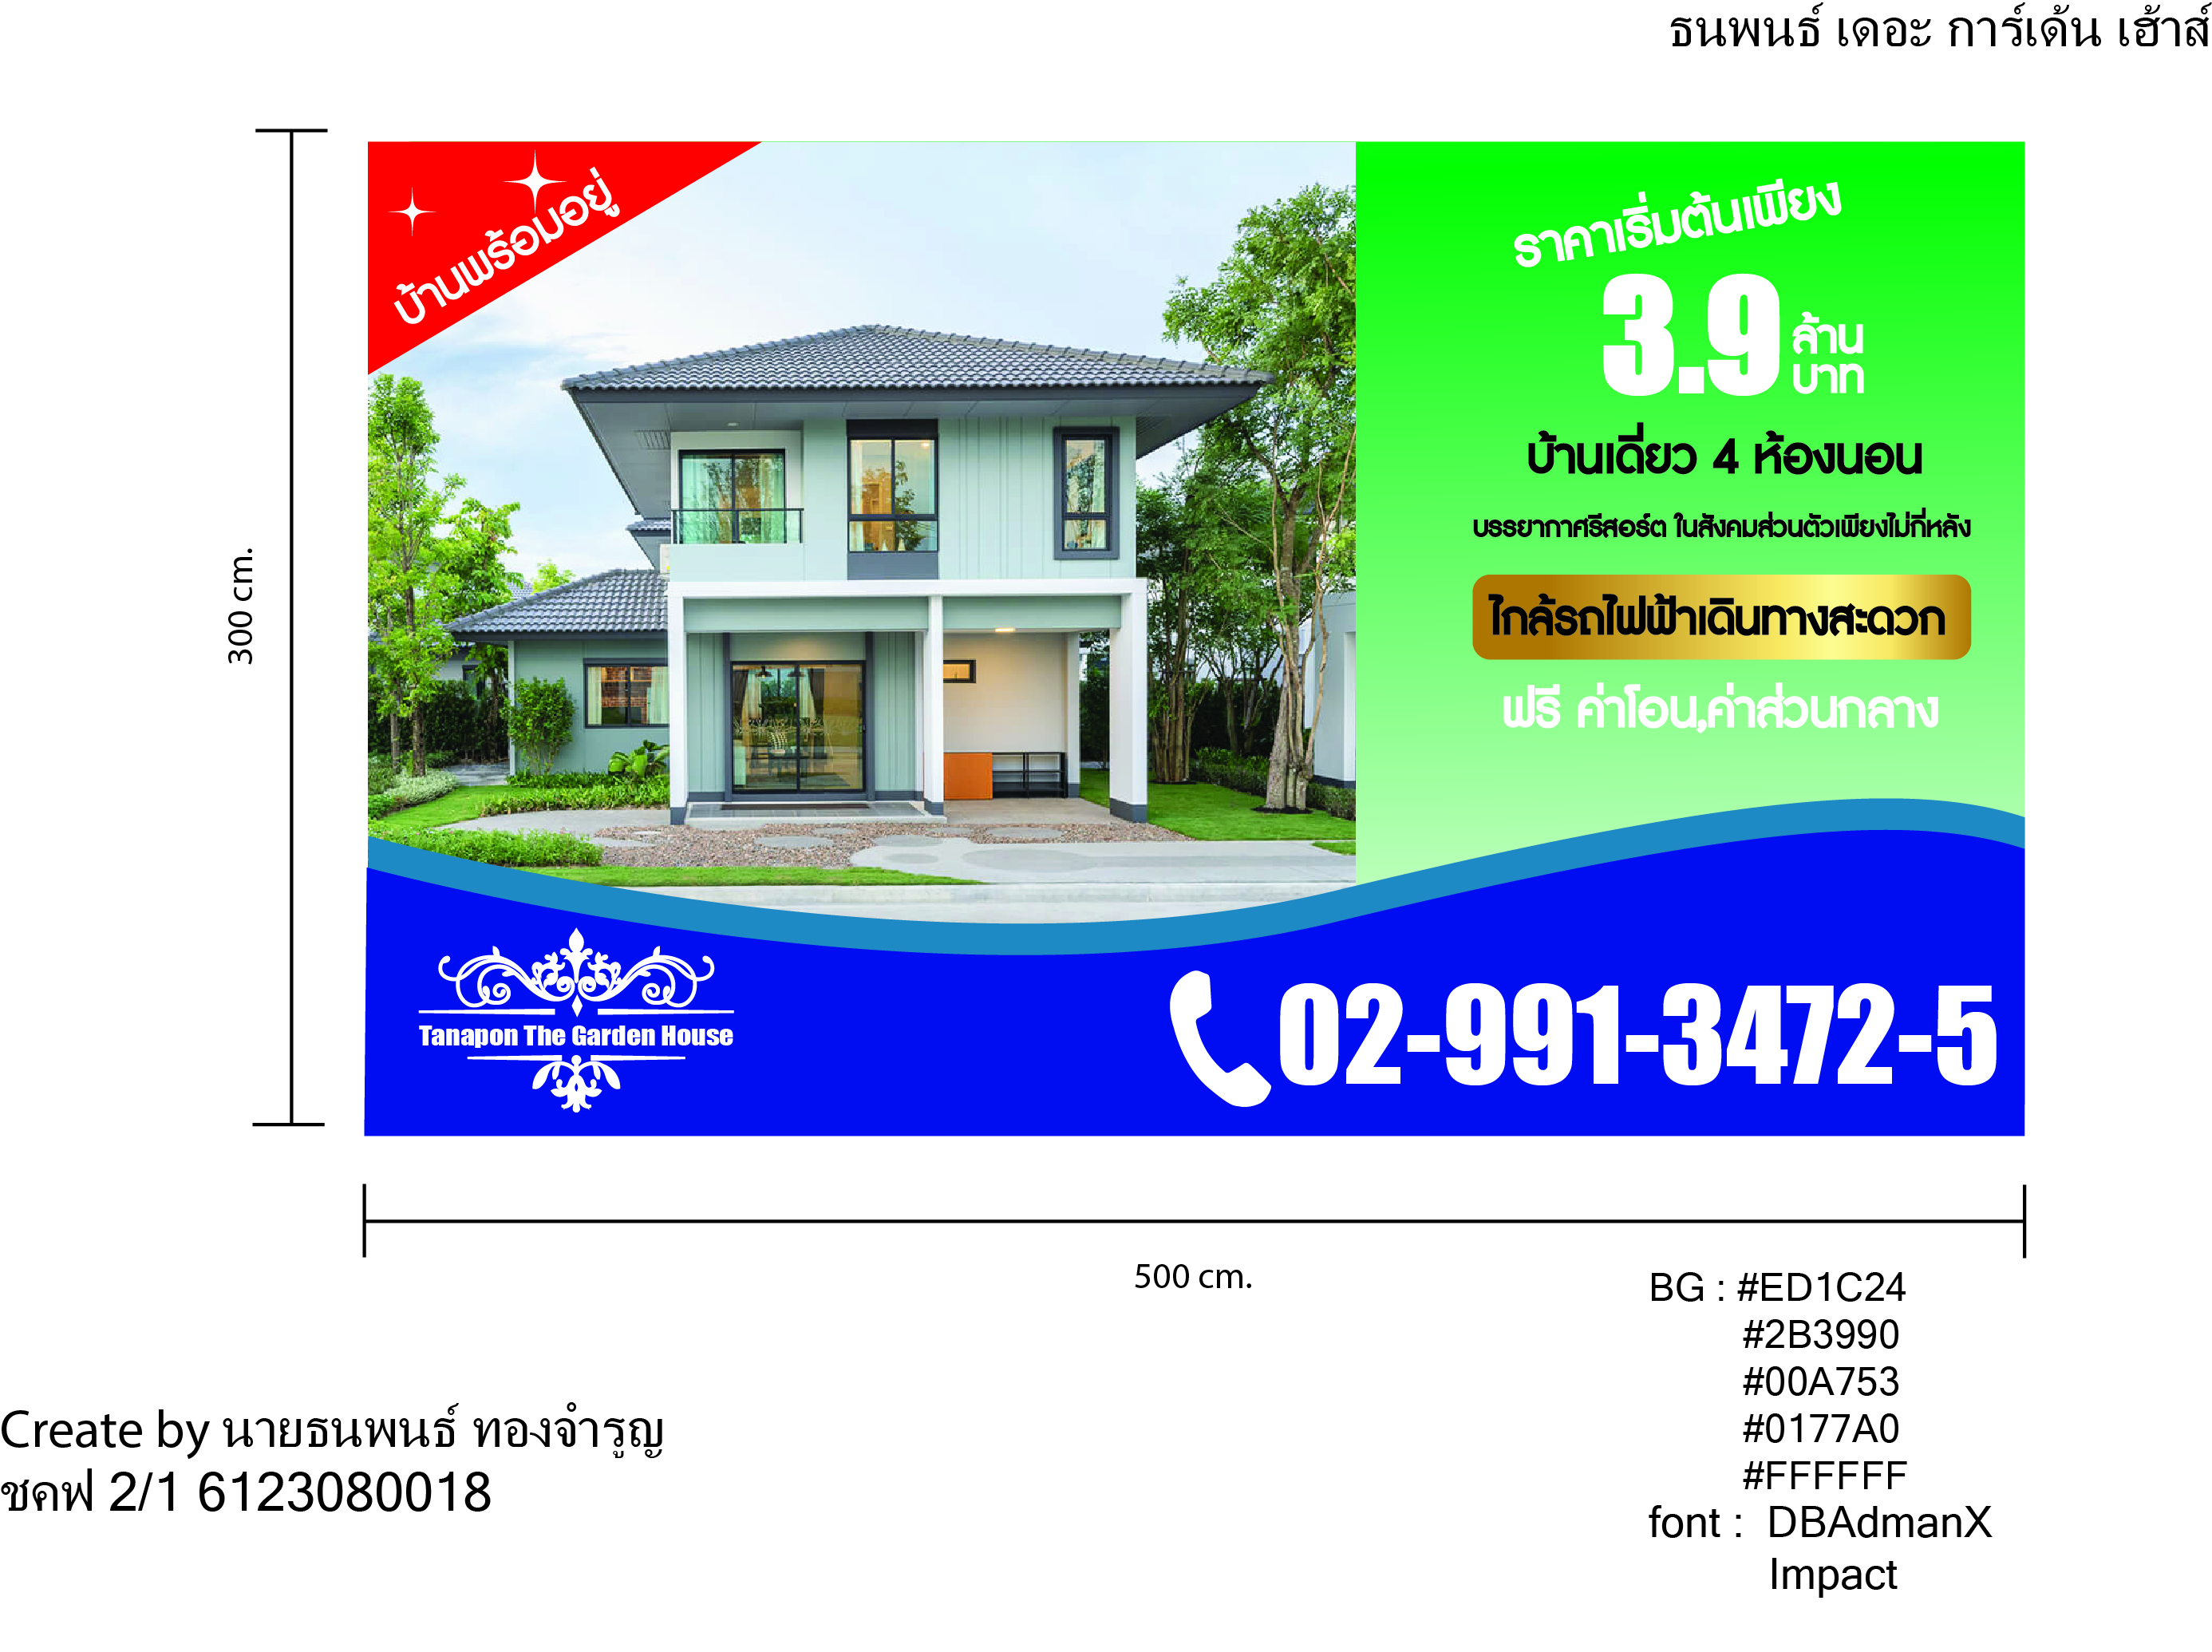 ธนพนธ์ เดอะ การ์เด้น เฮ้าส์
บ้านพร้อมอยู่
ราคาเริ่มต้นเพียง
3.9 ล้าน
บาท
บ้านเดี่ยว 4 ห้องนอน
บรรยากาศรีสอร์ต ในสังคมส่วนตัวเพียงไม่กี่หลัง
ใกล้รถไฟฟ้าเดินทางสะดวก
ฟรี ค่าโอน,ค่าส่วนกลาง
300 cm.
Tanapon The Garden House
02-991-3472-5
500 cm.
BG : #ED1C24
#2B3990
#00A753
#0177A0
#FFFFFF
font : DBAdmanX
Impact
Create by นายธนพนธ์ ทองจำรูญ
ชคฟ 2/1 6123080018